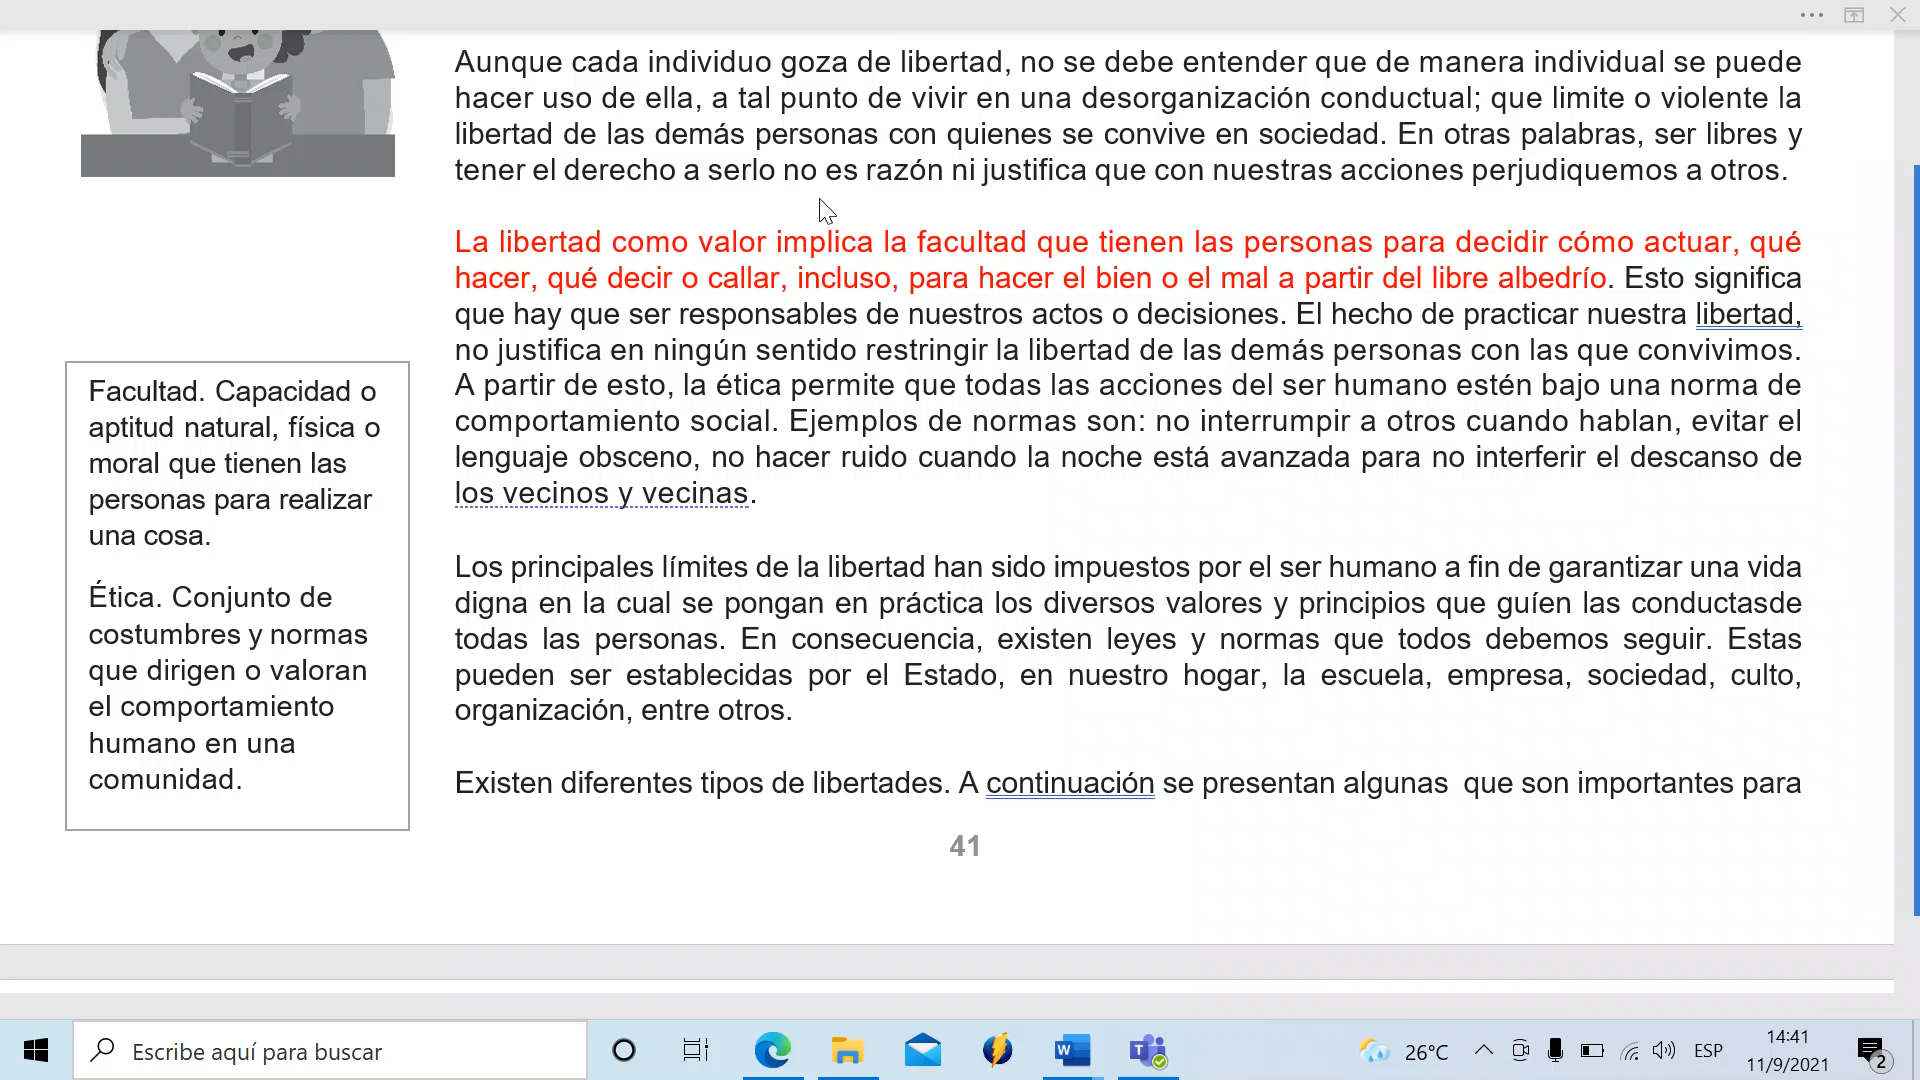 Aunque cada individuo goza de libertad, no se debe entender que de manera individual se puede
hacer uso de ella, a tal punto de vivir en una desorganización conductual; que limite o violente la
libertad de las demás personas con quienes se convive en sociedad. En otras palabras, ser libres y
tener el derecho a serlo no es razón ni justifica que con nuestras acciones perjudiquemos a otros.
La libertad como valor implica la facultad que tienen las personas para decidir cómo actuar, qué
hacer, qué decir o callar, incluso, para hacer el bien o el mal a partir del libre albedrío. Esto significa
que hay que ser responsables de nuestros actos o decisiones. El hecho de practicar nuestra libertad,
no justifica en ningún sentido restringir la libertad de las demás personas con las que convivimos.
A partir de esto, la ética permite que todas las acciones del ser humano estén bajo una norma de
comportamiento social. Ejemplos de normas son: no interrumpir a otros cuando hablan, evitar el
lenguaje obsceno, no hacer ruido cuando la noche está avanzada para no interferir el descanso de
los vecinos y vecinas.
Facultad. Capacidad o
aptitud natural, física o
moral que tienen las
personas para realizar
una cosa.
Ética. Conjunto de
costumbres y normas
que dirigen o valoran
el comportamiento
humano en una
comunidad.
Los principales límites de la libertad han sido impuestos por el ser humano a fin de garantizar una vida
digna en la cual se pongan en práctica los diversos valores y principios que guíen las conductasde
todas las personas. En consecuencia, existen leyes y normas que todos debemos seguir. Estas
pueden ser establecidas por el Estado, en nuestro hogar, la escuela, empresa, sociedad, culto,
organización, entre otros.
Existen diferentes tipos de libertades. A continuación se presentan algunas  que son importantes para
41
Escribe aquí para buscar
26°C
ESP
14:41
11/9/2021
2